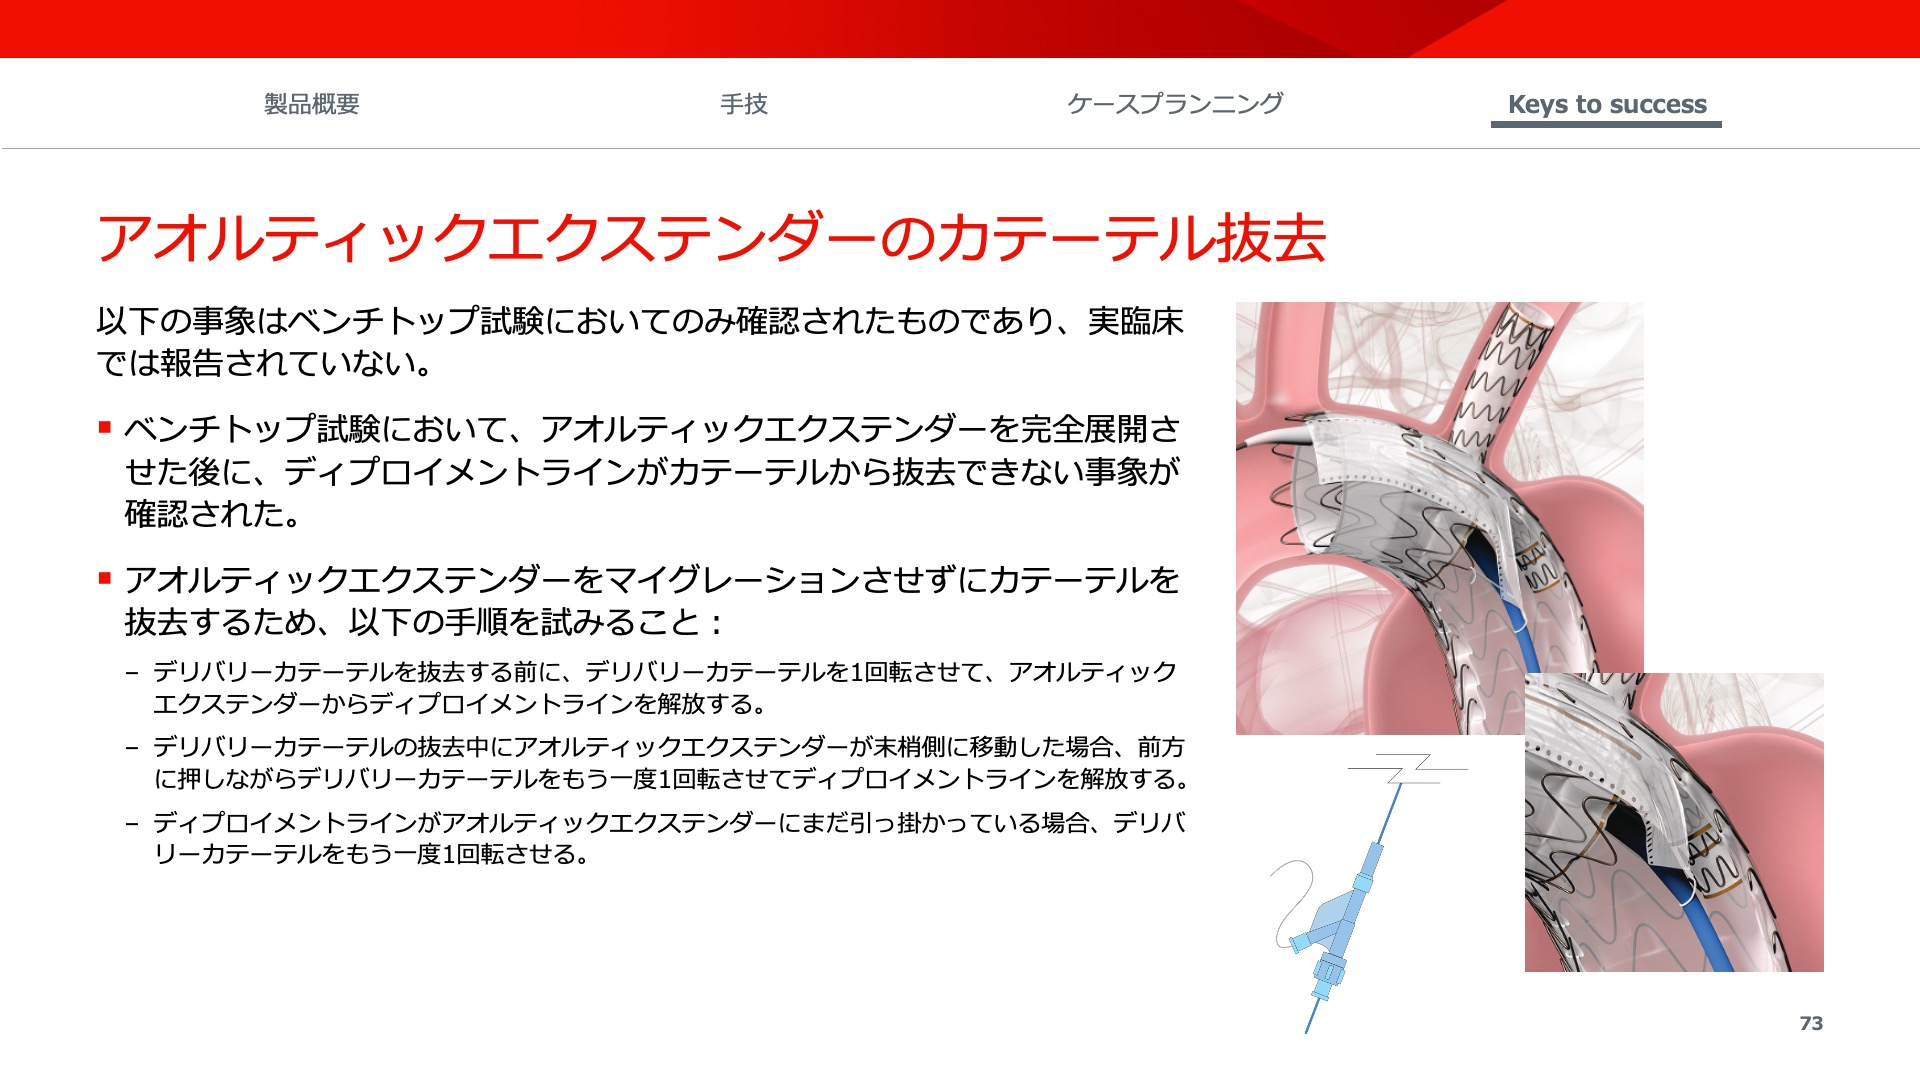 製品概要
手技
ケースプランニング
Keys to success
アオルティックエクステンダーのカテーテル抜去
以下の事象はベンチトップ試験においてのみ確認されたものであり、実臨床
では報告されていない。
▪ ベンチトップ試験において、アオルティックエクステンダーを完全展開さ
せた後に、ディプロイメントラインがカテーテルから抜去できない事象が
確認された。
▪ アオルティックエクステンダーをマイグレーションさせずにカテーテルを
抜去するため、以下の手順を試みること：
– デリバリーカテーテルを抜去する前に、デリバリーカテーテルを1回転させて、アオルティック
エクステンダーからディプロイメントラインを解放する。
– デリバリーカテーテルの抜去中にアオルティックエクステンダーが末梢側に移動した場合、前方
に押しながらデリバリーカテーテルをもう一度1回転させてディプロイメントラインを解放する。
– ディプロイメントラインがアオルティックエクステンダーにまだ引っ掛かっている場合、デリバ
リーカテーテルをもう一度1回転させる。
73